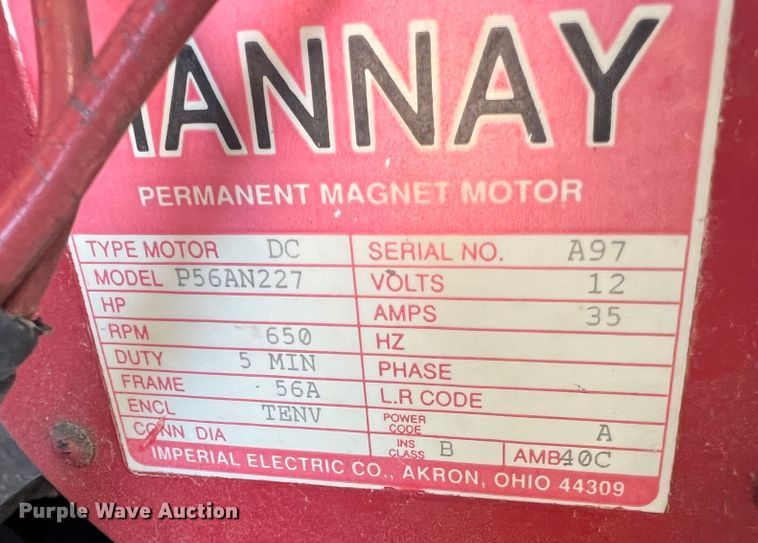 HANNAY
PERMANENT MAGNET MOTOR
TYPE MOTOR DC SERIAL NO. A97
MODEL P56AN227 VOLTS 12
HP AMPS 35
RPM 650 HZ
DUTY 5 MIN PHASE
FRAME 56A L.R CODE
ENCL TENV POWER CODE A
CONN DIA INS CLASS B AMB 40C
IMPERIAL ELECTRIC CO., AKRON, OHIO 44309
Purple Wave Auction